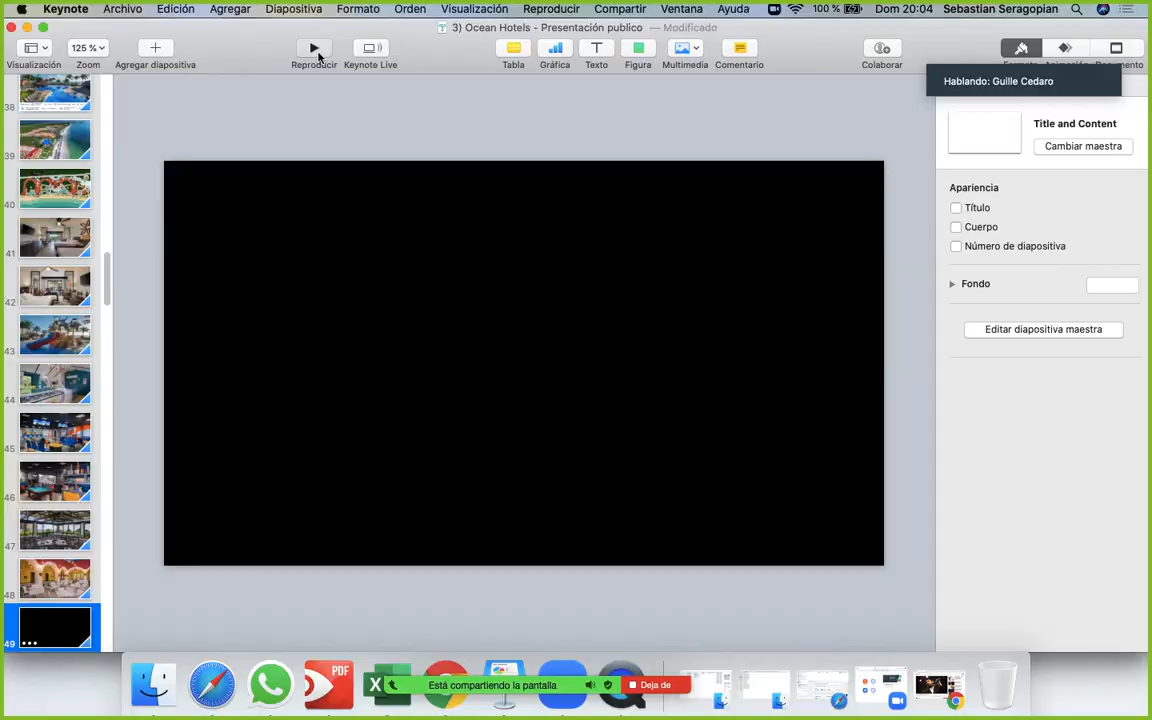 Keynote Archivo Edición Agregar Diapositiva Formato Orden Visualización Reproducir Compartir Ventana Ayuda 100 % Dom 20:04 Sebastian Seragopian
3) Ocean Hotels - Presentación publico — Modificado
125 %
Visualización Zoom Agregar diapositiva Reproducir Keynote Live Tabla Gráfica Texto Figura Multimedia Comentario Colaborar
Hablando: Guille Cedaro
Title and Content
Cambiar maestra
Apariencia
Título
Cuerpo
Número de diapositiva
Fondo
Editar diapositiva maestra
38
39
40
41
42
43
44
45
46
47
48
49
PDF
X
Está compartiendo la pantalla
Deja de